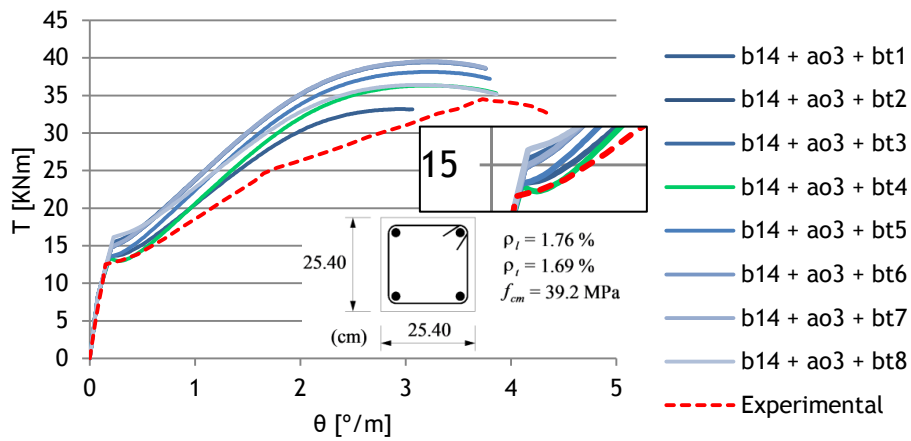 45
40
35
30
25
20
15
10
5
0
T [KNm]
0 1 2 3 4 5
θ [°/m]
15
25.40
(cm) 25.40
ρl = 1.76 %
ρt = 1.69 %
fcm = 39.2 MPa
b14 + ao3 + bt1
b14 + ao3 + bt2
b14 + ao3 + bt3
b14 + ao3 + bt4
b14 + ao3 + bt5
b14 + ao3 + bt6
b14 + ao3 + bt7
b14 + ao3 + bt8
Experimental